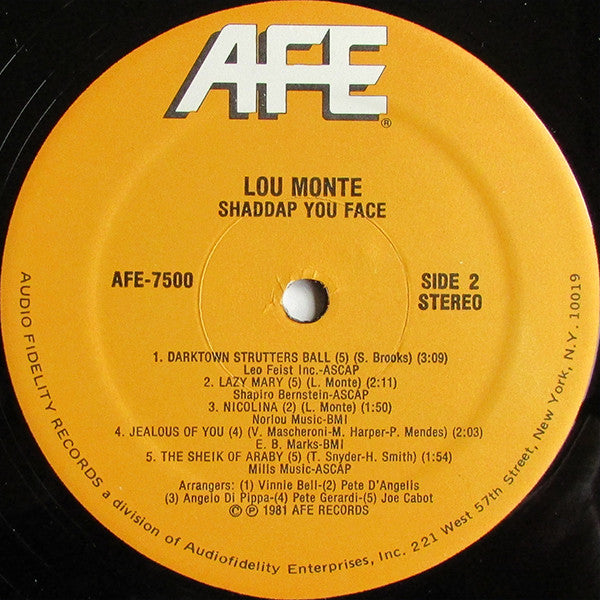 AFE®
LOU MONTE
SHADDAP YOU FACE
AFE-7500
SIDE 2
STEREO
1. DARKTOWN STRUTTERS BALL (5) (S. Brooks) (3:09)
Leo Feist Inc.-ASCAP
2. LAZY MARY (5) (L. Monte) (2:11)
Shapiro Bernstein-ASCAP
3. NICOLINA (2) (L. Monte) (1:50)
Norlou Music-BMI
4. JEALOUS OF YOU (4) (V. Mascheroni-M. Harper-P. Mendes) (2:03)
E. B. Marks-BMI
5. THE SHEIK OF ARABY (5) (T. Snyder-H. Smith) (1:54)
Mills Music-ASCAP
Arrangers: (1) Vinnie Bell-(2) Pete D'Angelis
(3) Angelo Di Pippa-(4) Pete Gerardi-(5) Joe Cabot
© ℗ 1981 AFE RECORDS
AUDIO FIDELITY RECORDS a division of Audiofidelity Enterprises, Inc. 221 West 57th Street, New York, N.Y. 10019